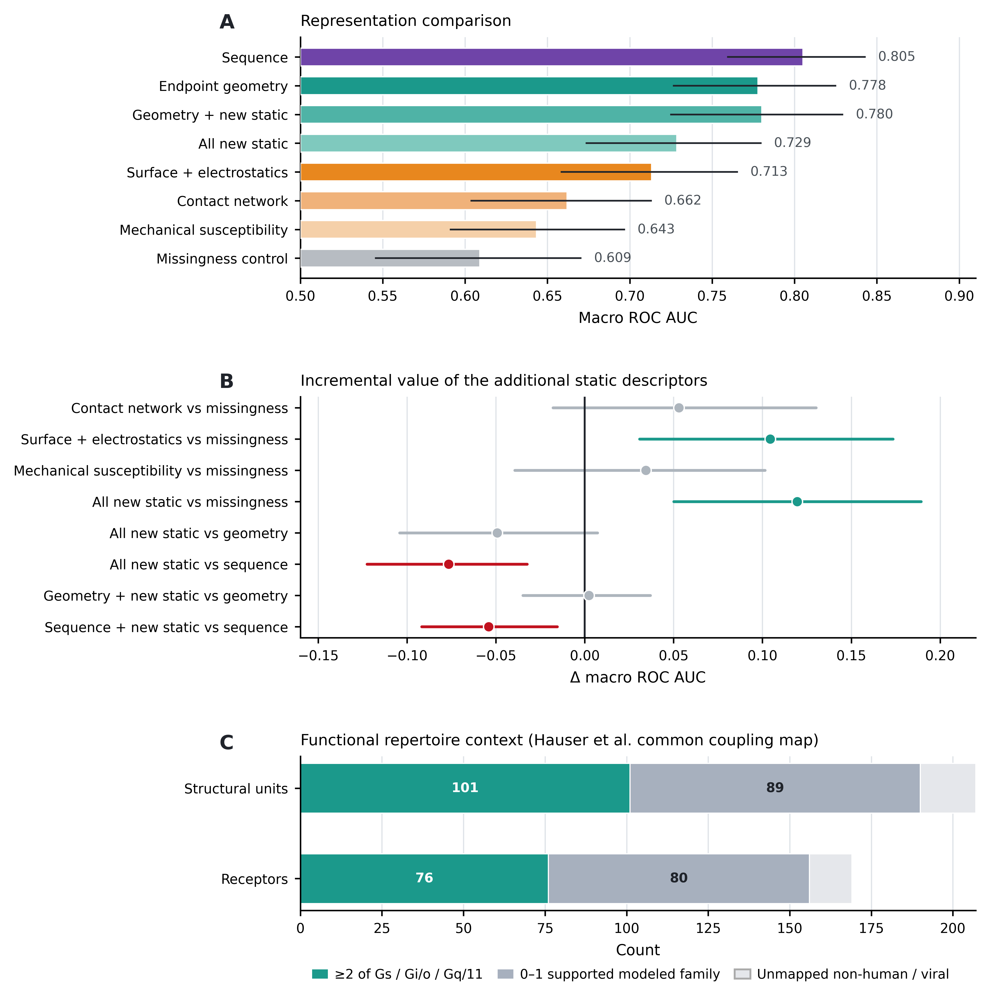 A
Representation comparison
Sequence
0.805
Endpoint geometry
0.778
Geometry + new static
0.780
All new static
0.729
Surface + electrostatics
0.713
Contact network
0.662
Mechanical susceptibility
0.643
Missingness control
0.609
0.50 0.55 0.60 0.65 0.70 0.75 0.80 0.85 0.90
Macro ROC AUC
B
Incremental value of the additional static descriptors
Contact network vs missingness
Surface + electrostatics vs missingness
Mechanical susceptibility vs missingness
All new static vs missingness
All new static vs geometry
All new static vs sequence
Geometry + new static vs geometry
Sequence + new static vs sequence
−0.15 −0.10 −0.05 0.00 0.05 0.10 0.15 0.20
Δ macro ROC AUC
C
Functional repertoire context (Hauser et al. common coupling map)
Structural units
101 89
Receptors
76 80
0 25 50 75 100 125 150 175 200
Count
≥2 of Gs / Gi/o / Gq/11 0–1 supported modeled family Unmapped non-human / viral